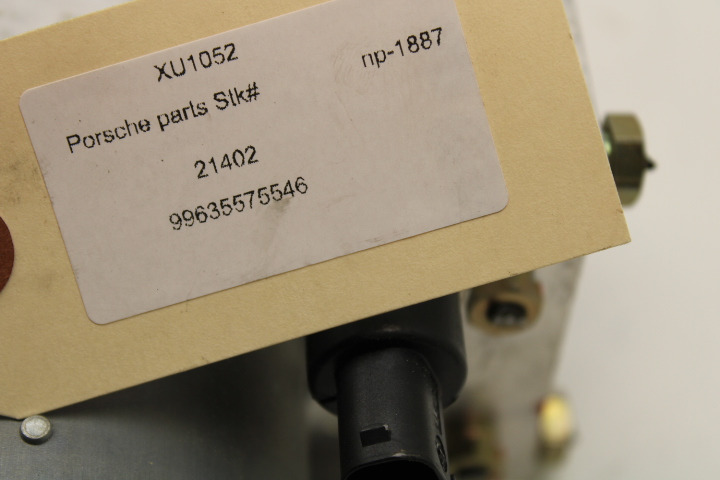 XU1052 np-1887
Porsche parts Stk#
21402
99635575546